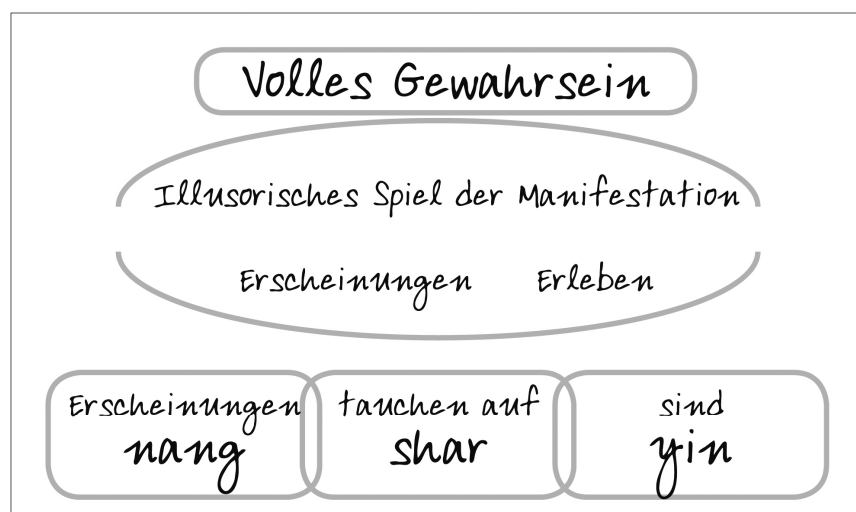 Volles Gewahrsein
Illusorisches Spiel der Manifestation
Erscheinungen Erleben
Erscheinungen tauchen auf sind
nang shar yin